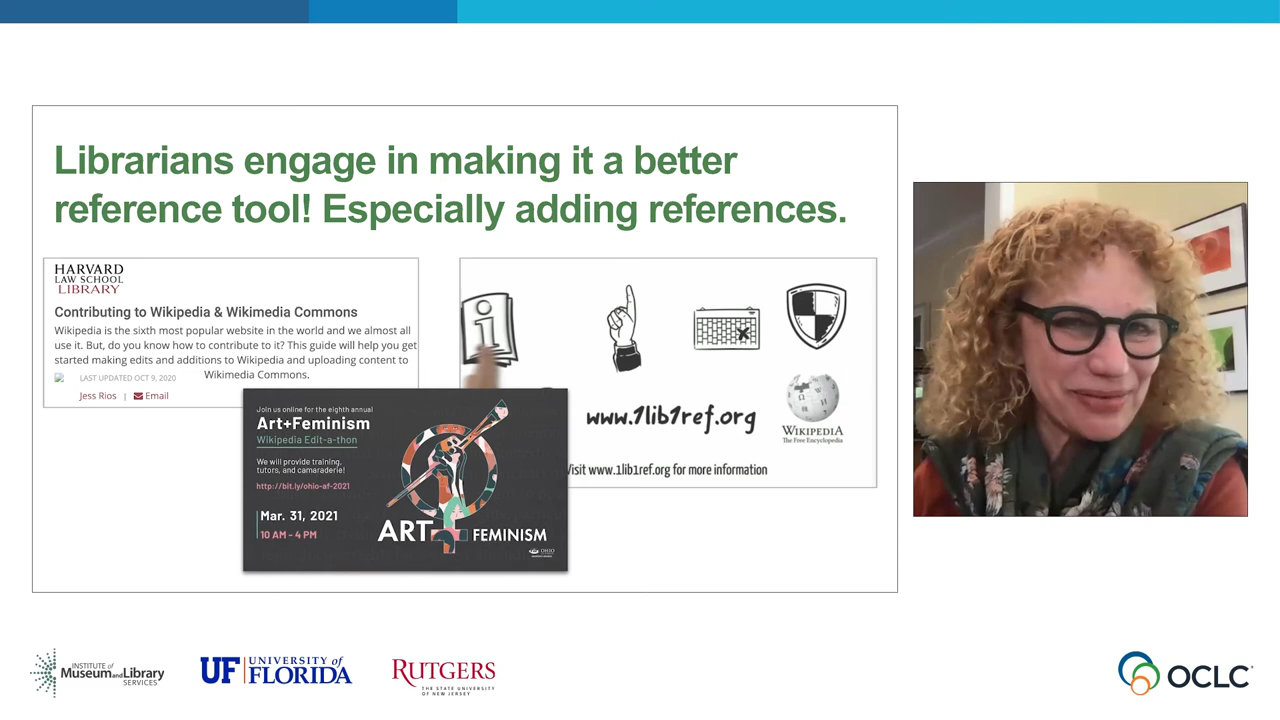 Librarians engage in making it a better
reference tool! Especially adding references.
HARVARD
LAW SCHOOL
LIBRARY
Contributing to Wikipedia & Wikimedia Commons
Wikipedia is the sixth most popular website in the world and we almost all
use it. But, do you know how to contribute to it? This guide will help you get
started making edits and additions to Wikipedia and uploading content to
Wikimedia Commons.
LAST UPDATED OCT 9, 2020
Jess Rios | Email
i
www.1lib1ref.org
WIKIPEDIA
The Free Encyclopedia
Visit www.1lib1ref.org for more information
Join us online for the eighth annual
Art+Feminism
Wikipedia Edit-a-thon
We will provide training,
tutors, and camaraderie!
http://bit.ly/ohio-af-2021
Mar. 31, 2021
10 AM - 4 PM
ART+FEMINISM
OHIO
INSTITUTE of
Museum and Library
SERVICES
UF UNIVERSITY of
FLORIDA
RUTGERS
THE STATE UNIVERSITY
OF NEW JERSEY
OCLC